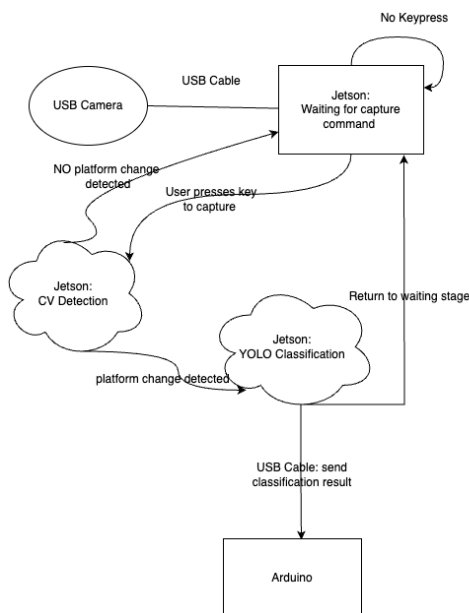 No Keypress
USB Cable
USB Camera
Jetson:
Waiting for capture
command
NO platform change
detected
User presses key
to capture
Jetson:
CV Detection
Jetson:
YOLO Classification
Return to waiting stage
platform change detected
USB Cable: send
classification result
Arduino